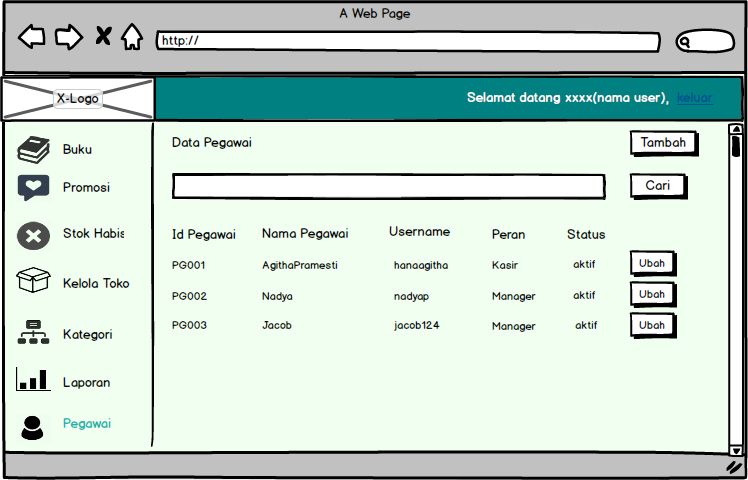 A Web Page
http://
X-Logo
Selamat datang xxxx(nama user), keluar
Buku
Promosi
Stok Habis
Kelola Toko
Kategori
Laporan
Pegawai
Data Pegawai
Tambah
Cari
Id Pegawai Nama Pegawai Username Peran Status
PG001 AgithaPramesti hanaagitha Kasir aktif Ubah
PG002 Nadya nadyap Manager aktif Ubah
PG003 Jacob jacob124 Manager aktif Ubah